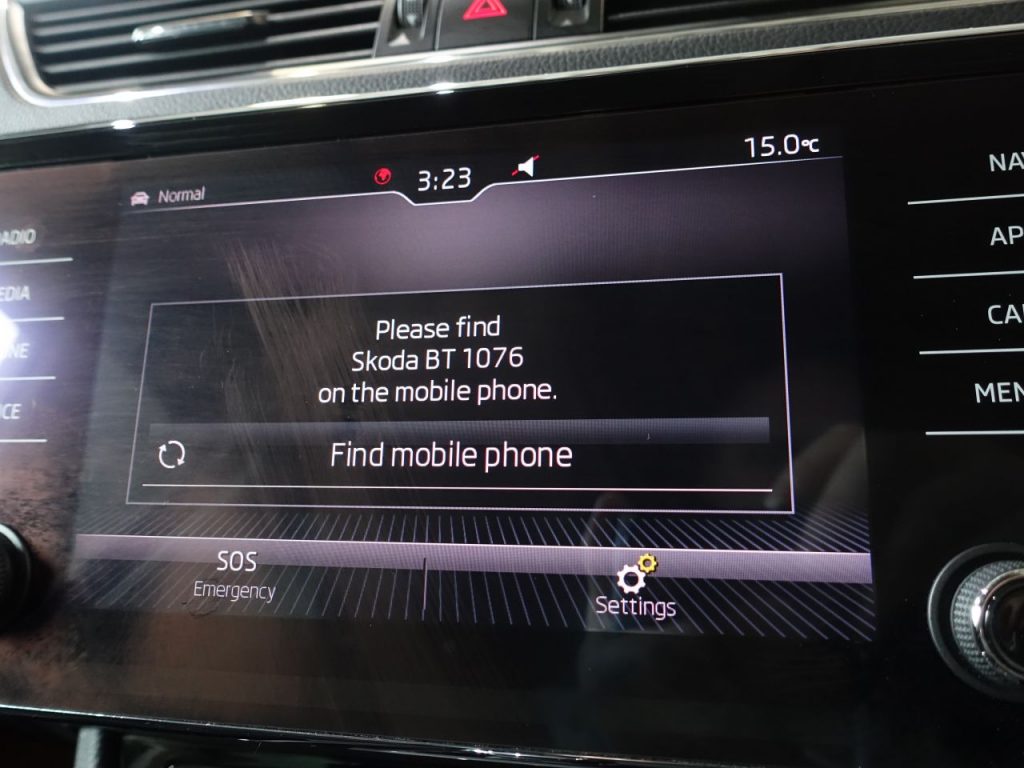 Normal
3:23
15.0°C
Please find
Skoda BT 1076
on the mobile phone.
Find mobile phone
SOS
Emergency
Settings